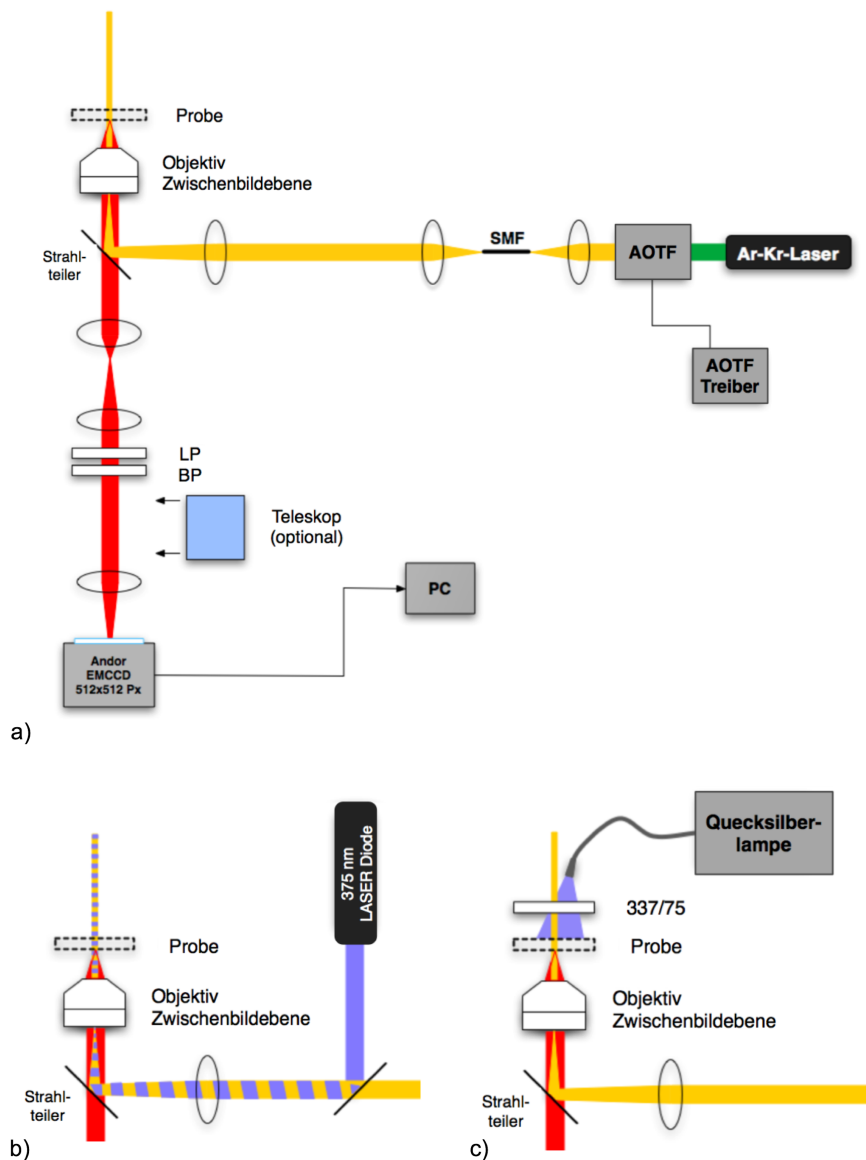 Probe
Objektiv
Zwischenbildebene
Strahl-
teiler
SMF
AOTF
Ar-Kr-Laser
AOTF
Treiber
LP
BP
Teleskop
(optional)
PC
Andor
EMCCD
512x512 Px
a)
375 nm
LASER Diode
Probe
Objektiv
Zwischenbildebene
Strahl-
teiler
b)
Quecksilber-
lampe
337/75
Probe
Objektiv
Zwischenbildebene
Strahl-
teiler
c)